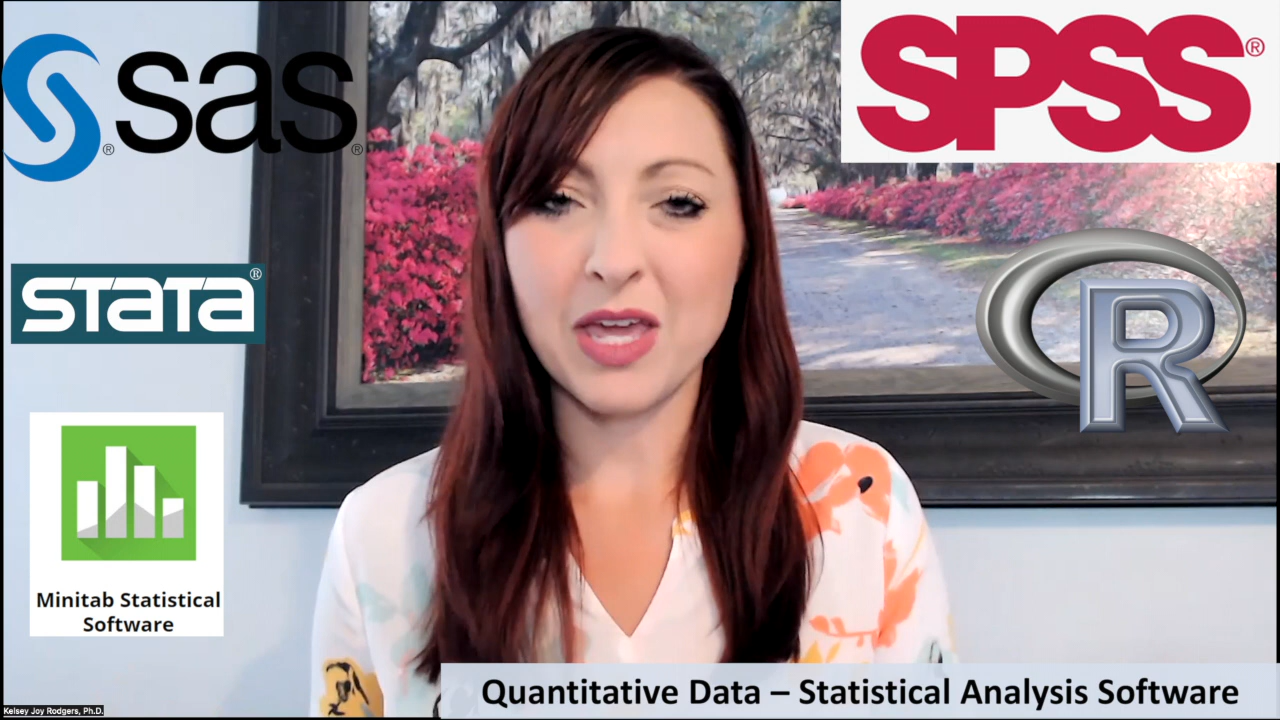 sas®
SPSS®
STATA®
R
Minitab Statistical
Software
Quantitative Data – Statistical Analysis Software
Kelsey Joy Rodgers, Ph.D.